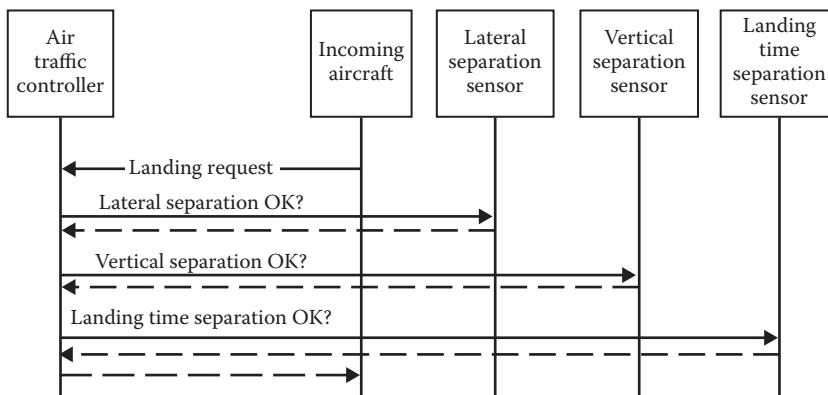 Air
traffic
controller
Incoming
aircraft
Lateral
separation
sensor
Vertical
separation
sensor
Landing
time
separation
sensor
Landing request
Lateral separation OK?
Vertical separation OK?
Landing time separation OK?